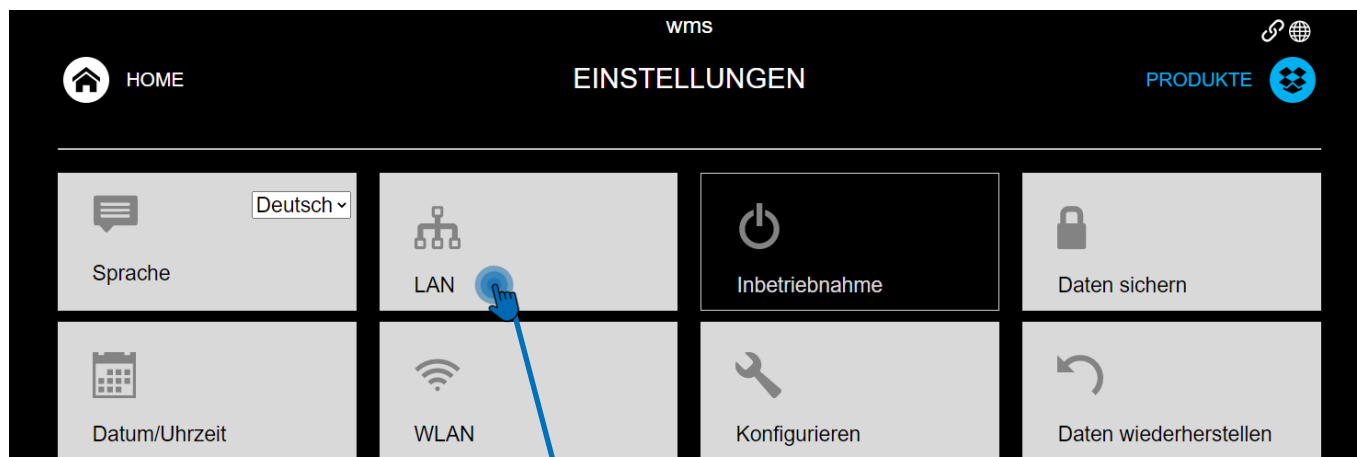 wms
HOME
EINSTELLUNGEN
PRODUKTE
Deutsch
Sprache
LAN
Inbetriebnahme
Daten sichern
Datum/Uhrzeit
WLAN
Konfigurieren
Daten wiederherstellen